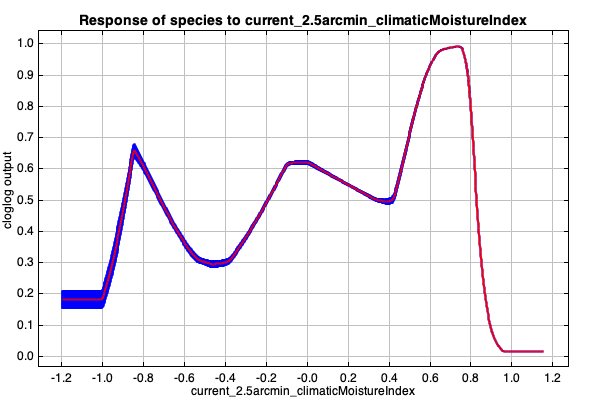 Response of species to current_2.5arcmin_climaticMoistureIndex
cloglog output
1.0
0.9
0.8
0.7
0.6
0.5
0.4
0.3
0.2
0.1
0.0
-1.2 -1.0 -0.8 -0.6 -0.4 -0.2 -0.0 0.2 0.4 0.6 0.8 1.0 1.2
current_2.5arcmin_climaticMoistureIndex